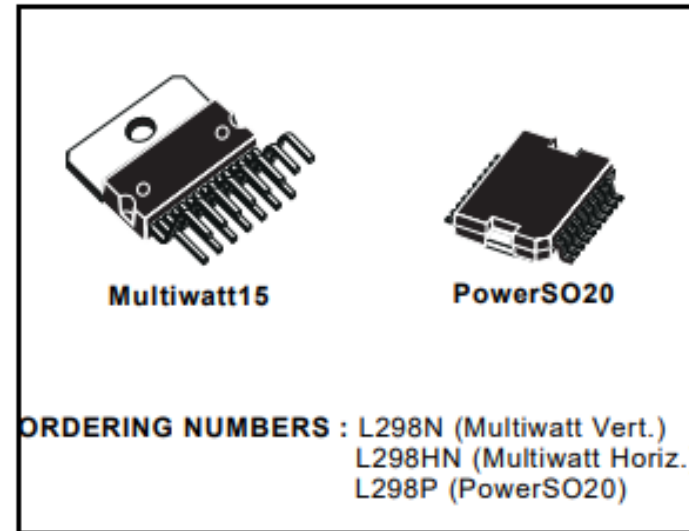 Multiwatt15 PowerSO20
ORDERING NUMBERS : L298N (Multiwatt Vert.)
L298HN (Multiwatt Horiz.
L298P (PowerSO20)